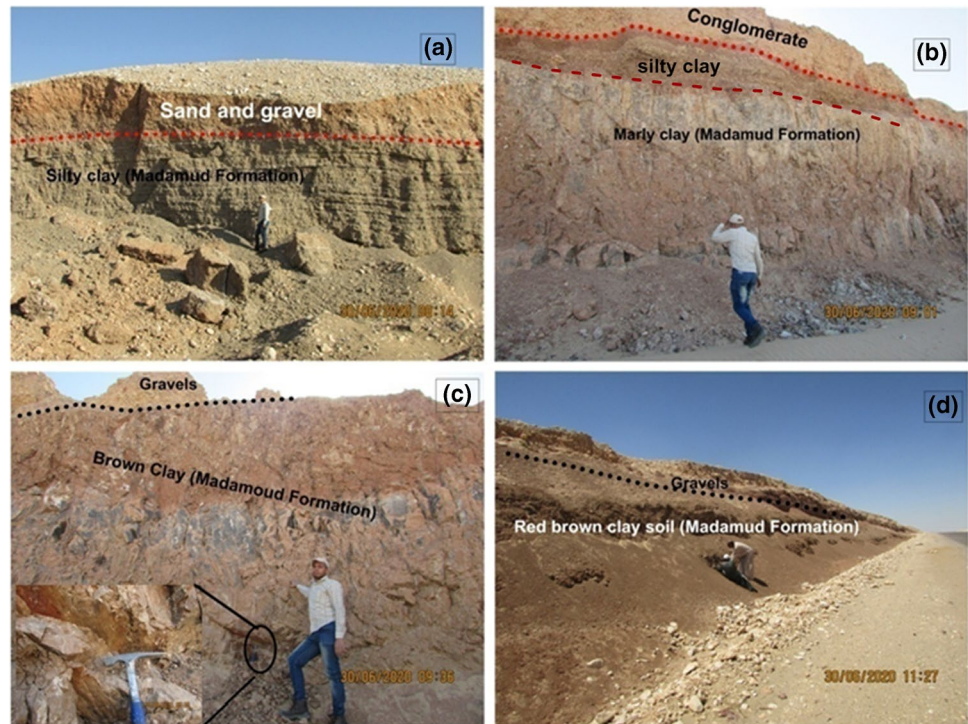 (a)
Sand and gravel
Silty clay (Madamud Formation)
30/06/2020 08:14
(b)
Conglomerate
silty clay
Marly clay (Madamud Formation)
30/06/2020 09:01
(c)
Gravels
Brown Clay (Madamoud Formation)
30/06/2020 09:36
(d)
Gravels
Red brown clay soil (Madamud Formation)
30/06/2020 11:27